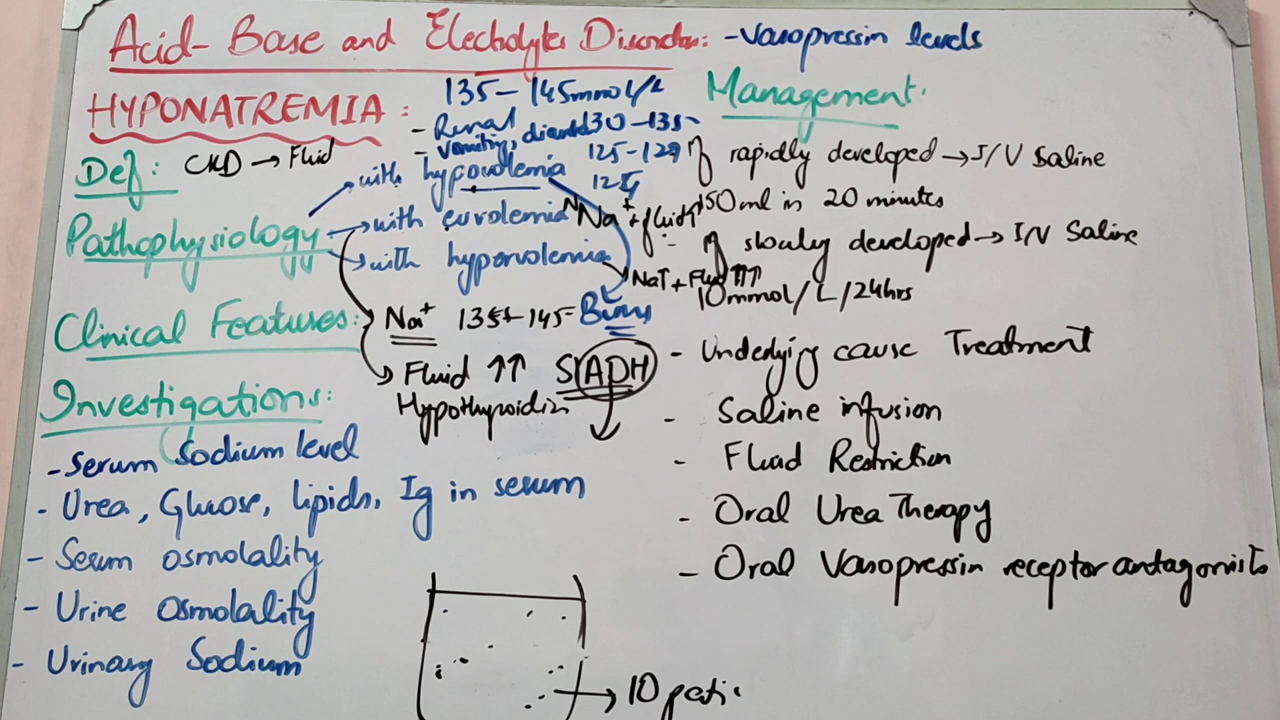 Acid-Base and Electrolyte Disorders: - Vasopressin levels
HYPONATREMIA :
135-145mmol/L
- Renal
- Vomiting,
130-135
125-129
125
Def: CKD → Fluid
Pathophysiology
→ with hypovolemia
→ with euvolemia
→ with hypervolemia
Na+ + fluid
Na↑ + Fluid ↑↑↑
Clinical Features:
Na+ 135-145-
Fluid ↑↑ SIADH
Investigations:
- Serum Sodium level
- Urea, Glucose, lipids, Ig in serum
- Serum osmolality
- Urine Osmolality
- Urinary Sodium
→ 10
Management:
If rapidly developed → I/V Saline
150ml in 20 minutes
If slowly developed → I/V Saline
10mmol/L/24hrs
- Underlying cause Treatment
- Saline infusion
- Fluid Restriction
- Oral Urea Therapy
- Oral Vasopressin receptor antagonists